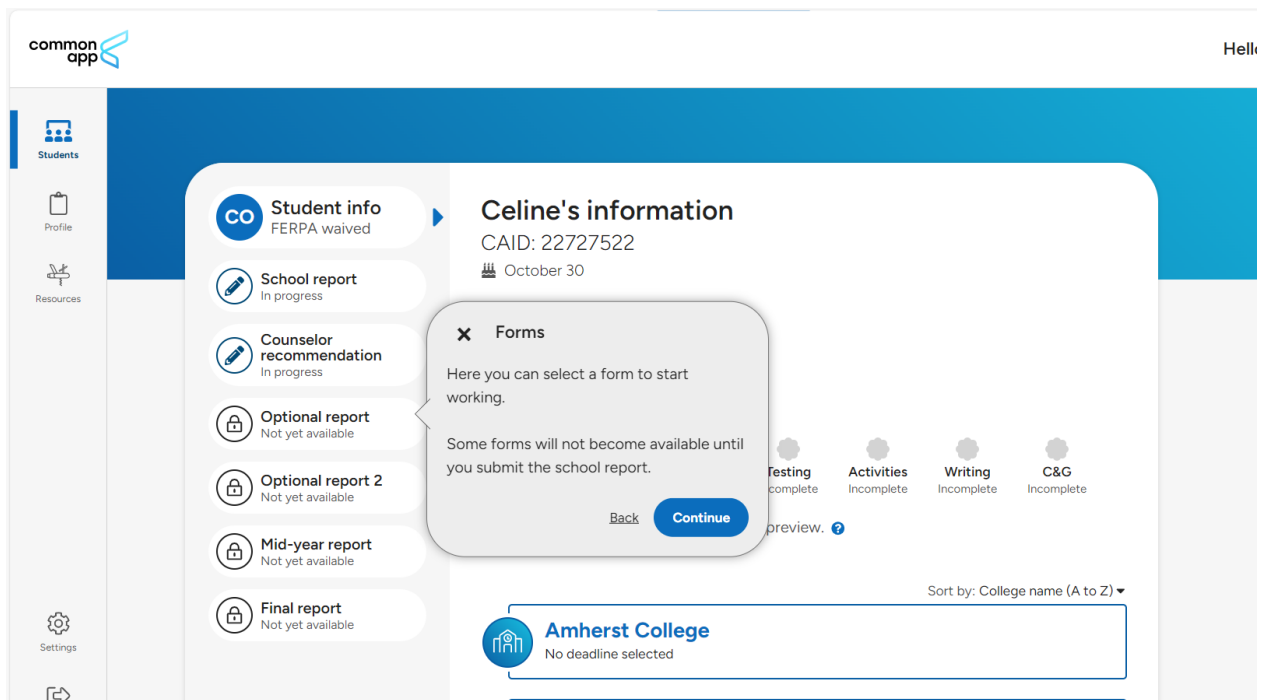 common
app
Students
Profile
Resources
Settings
CO
Student info
FERPA waived
School report
In progress
Counselor
recommendation
In progress
Optional report
Not yet available
Optional report 2
Not yet available
Mid-year report
Not yet available
Final report
Not yet available
Celine's information
CAID: 22727522
October 30
Forms
Here you can select a form to start
working.
Some forms will not become available until
you submit the school report.
Back
Continue
Activities
Incomplete
Writing
Incomplete
C&G
Incomplete
preview.
Sort by: College name (A to Z)
Amherst College
No deadline selected